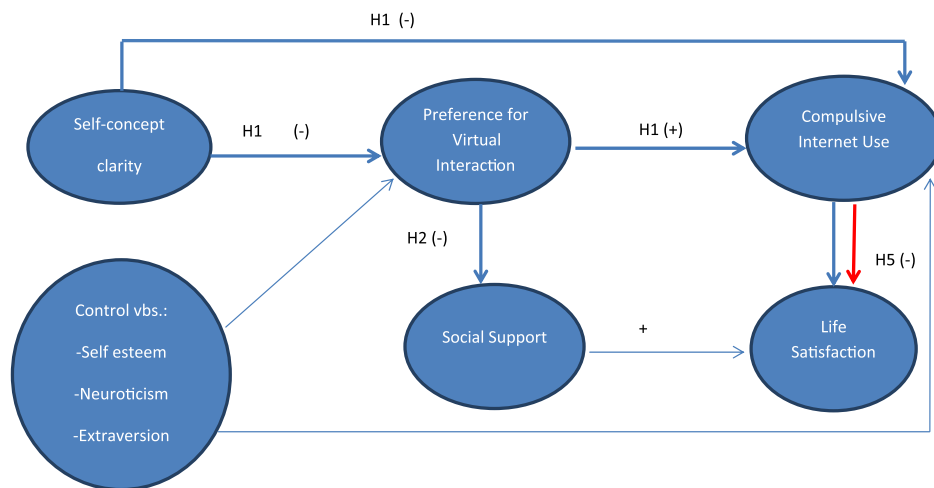 H1 (-)
Self-concept
clarity
H1 (-)
Preference for
Virtual
Interaction
H1 (+)
Compulsive
Internet Use
H2 (-)
H5 (-)
Control vbs.:
-Self esteem
-Neuroticism
-Extraversion
Social Support
+
Life
Satisfaction